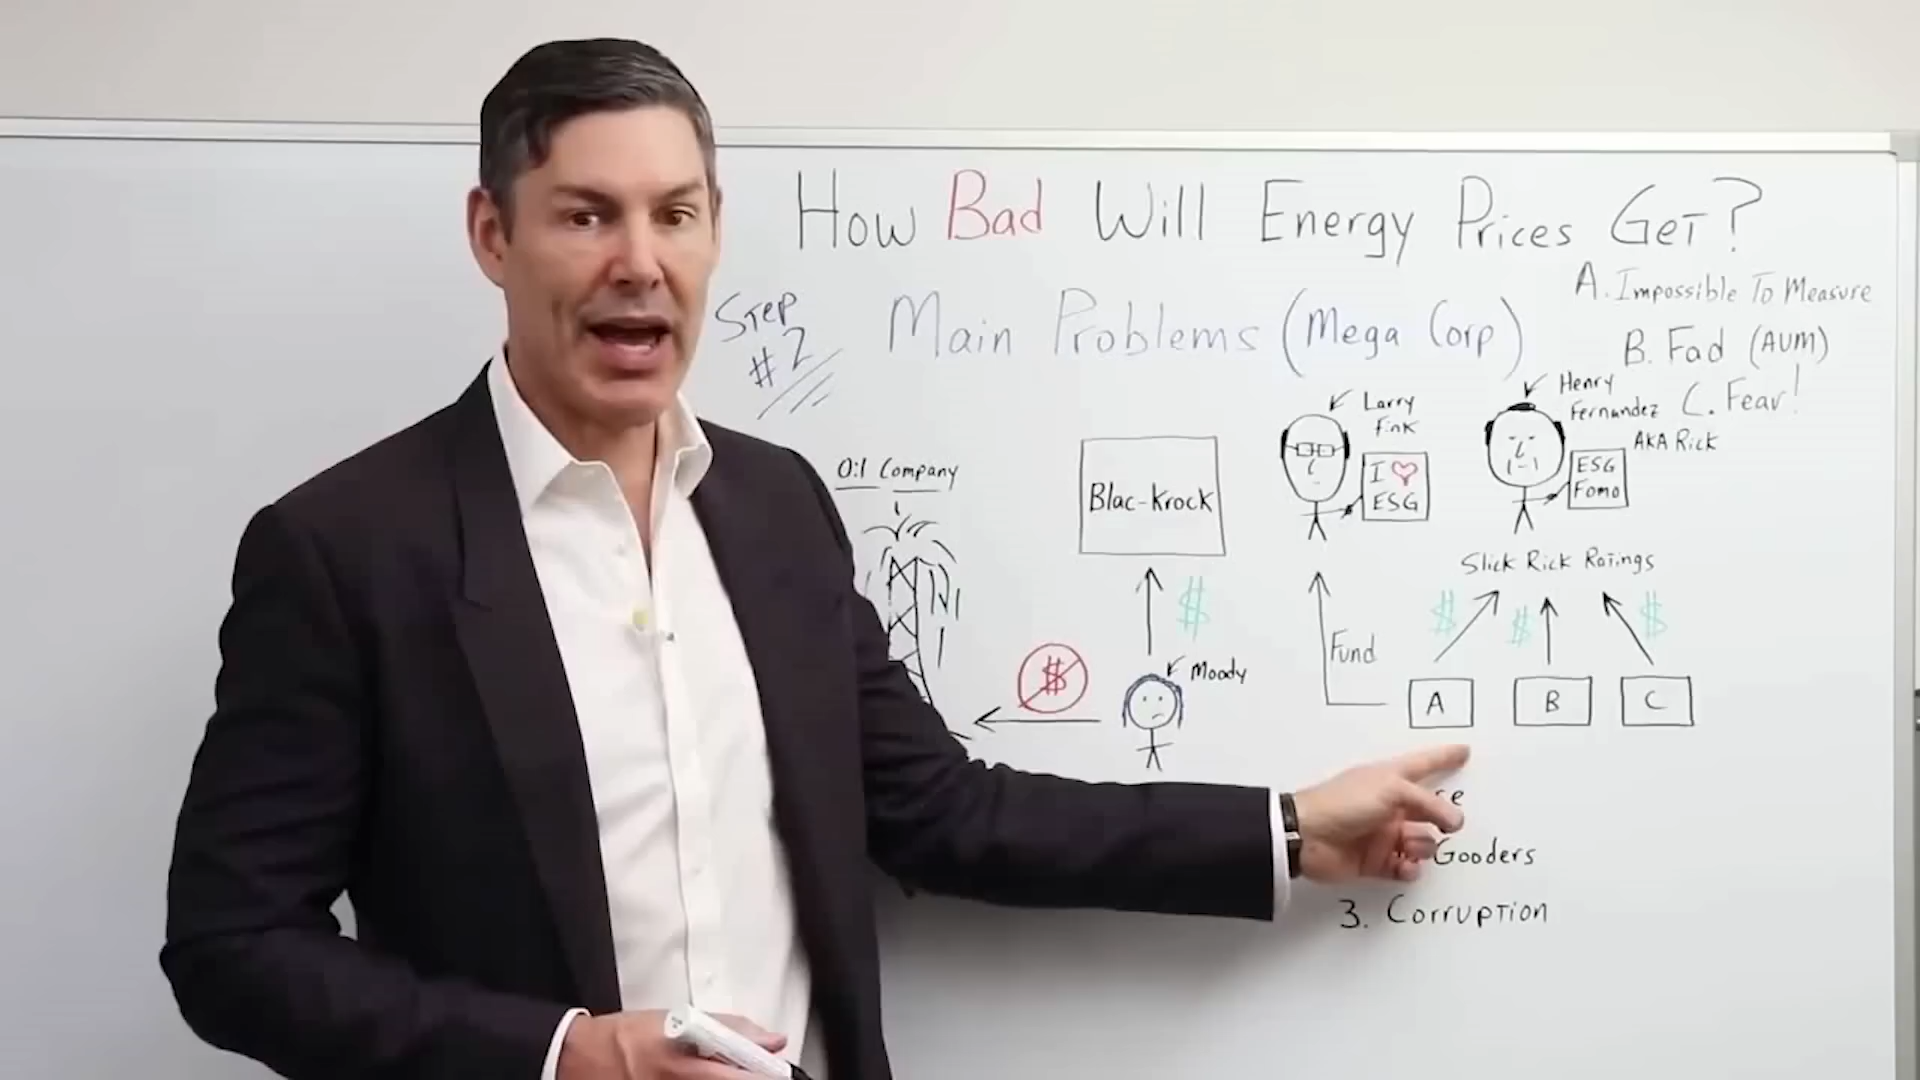 How Bad Will Energy Prices Get?
Step
#2
Main Problems (Mega Corp)
A. Impossible To Measure
B. Fad (AUM)
C. Fear!
Oil Company
Blac-Krock
Larry
Fink
I ♡
ESG
Henry
Fernandez
AKA Rick
ESG
Fomo
Slick Rick Ratings
$
$
$
$
$
Moody
Fund
A
B
C
Gooders
3. Corruption